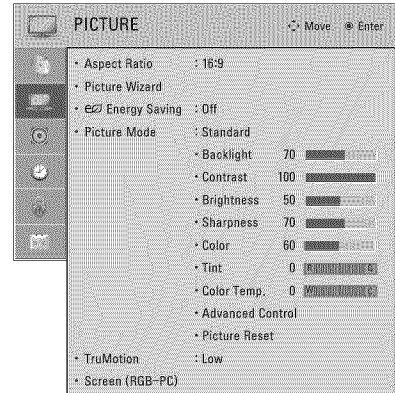 PICTURE Move Enter
• Aspect Ratio : 16:9
• Picture Wizard
• eco Energy Saving : Off
• Picture Mode : Standard
• Backlight 70
• Contrast 100
• Brightness 50
• Sharpness 70
• Color 60
• Tint 0 R G
• Color Temp. 0 W C
• Advanced Control
• Picture Reset
• TruMotion : Low
• Screen (RGB-PC)